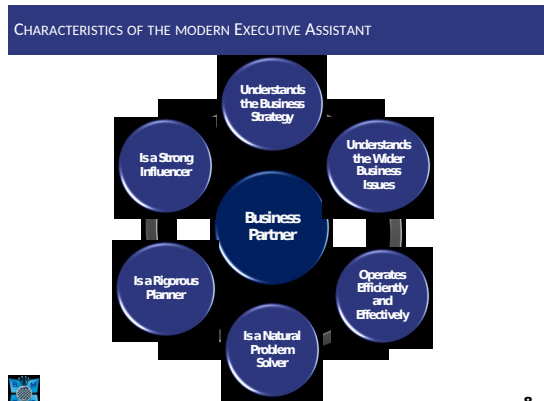 CHARACTERISTICS OF THE MODERN EXECUTIVE ASSISTANT
Understands
the Business
Strategy
Understands
the Wider
Business
Issues
Operates
Efficiently
and
Effectively
Is a Natural
Problem
Solver
Is a Rigorous
Planner
Is a Strong
Influencer
Business
Partner
8